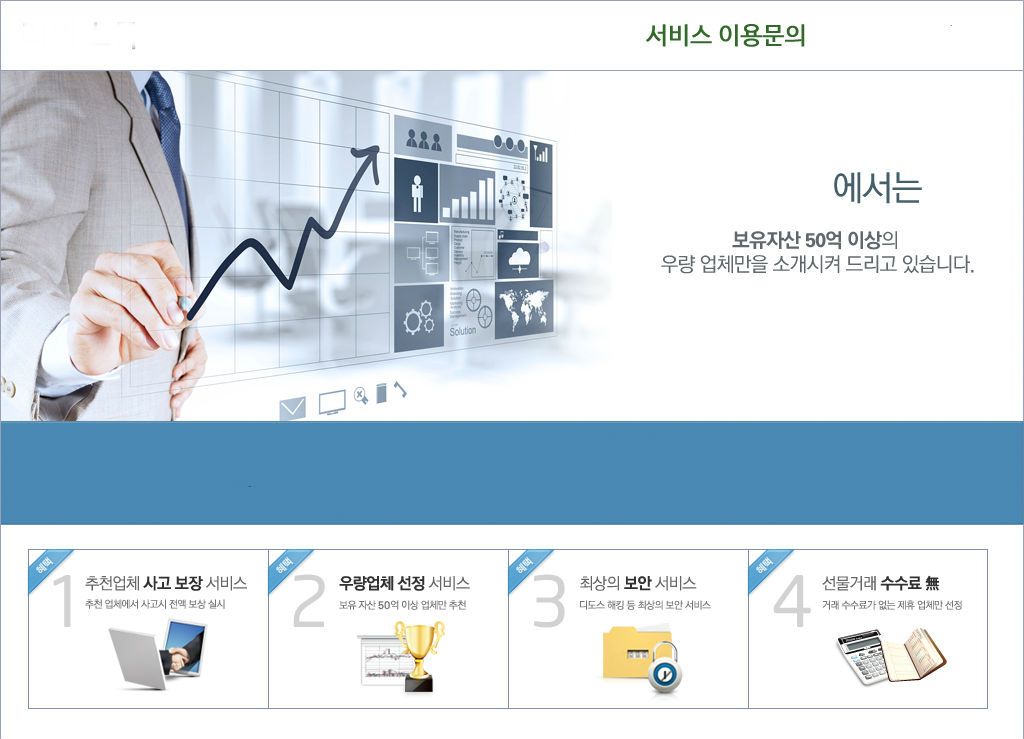 서비스 이용문의
에서는
보유자산 50억 이상의
우량 업체만을 소개시켜 드리고 있습니다.
Solution
혜택
1
추천업체 사고 보장 서비스
추천 업체에서 사고시 전액 보상 실시
혜택
2
우량업체 선정 서비스
보유 자산 50억 이상 업체만 추천
혜택
3
최상의 보안 서비스
디도스 해킹 등 최상의 보안 서비스
혜택
4
선물거래 수수료 無
거래 수수료가 없는 제휴 업체만 선정